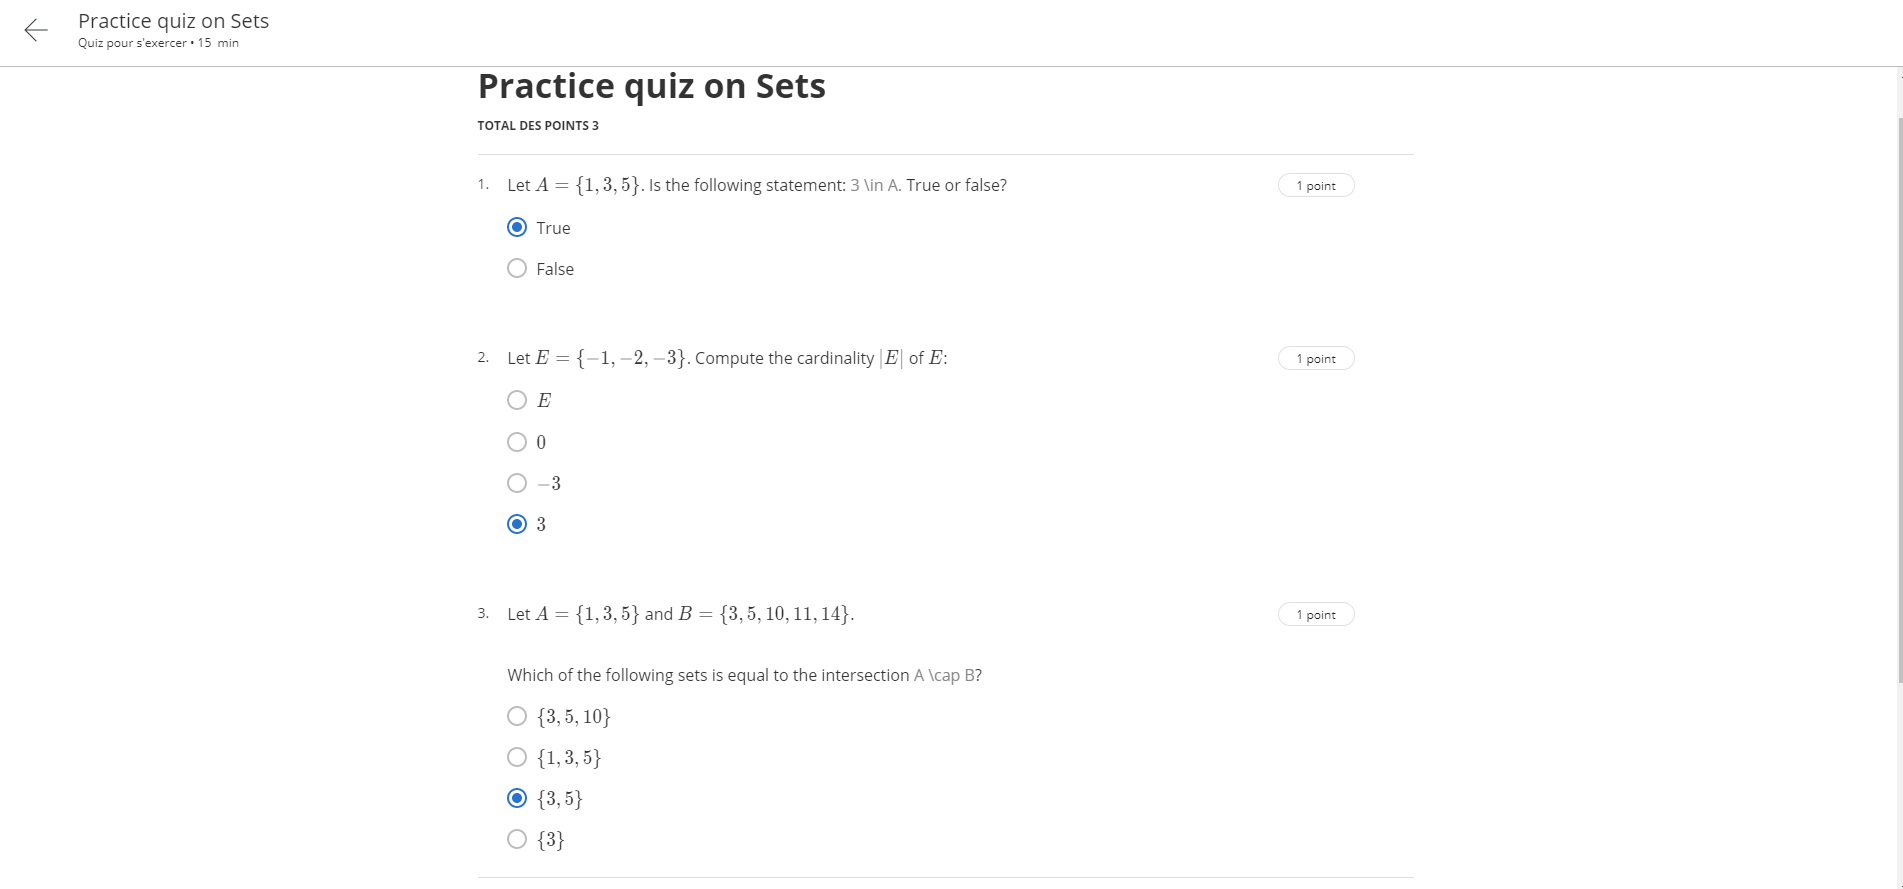 Practice quiz on Sets
Quiz pour s'exercer • 15 min
Practice quiz on Sets
TOTAL DES POINTS 3
1. Let A = {1, 3, 5}. Is the following statement: 3 \in A. True or false? 1 point
True
False
2. Let E = {−1, −2, −3}. Compute the cardinality |E| of E: 1 point
E
0
−3
3
3. Let A = {1, 3, 5} and B = {3, 5, 10, 11, 14}. 1 point
Which of the following sets is equal to the intersection A \cap B?
{3, 5, 10}
{1, 3, 5}
{3, 5}
{3}